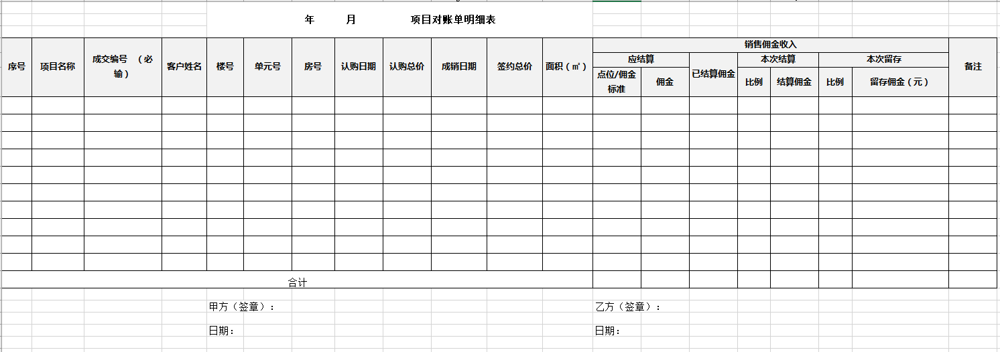 年 月 项目对账单明细表
销售佣金收入
序号 项目名称 成交编号 （必 客户姓名 楼号 单元号 房号 认购日期 认购总价 成销日期 签约总价 面积（㎡） 应结算 已结算佣金 本次结算 本次留存 备注
输）
点位/佣金 佣金 比例 结算佣金 比例 留存佣金（元）
标准
合计
甲方（签章）： 乙方（签章）：
日期： 日期：